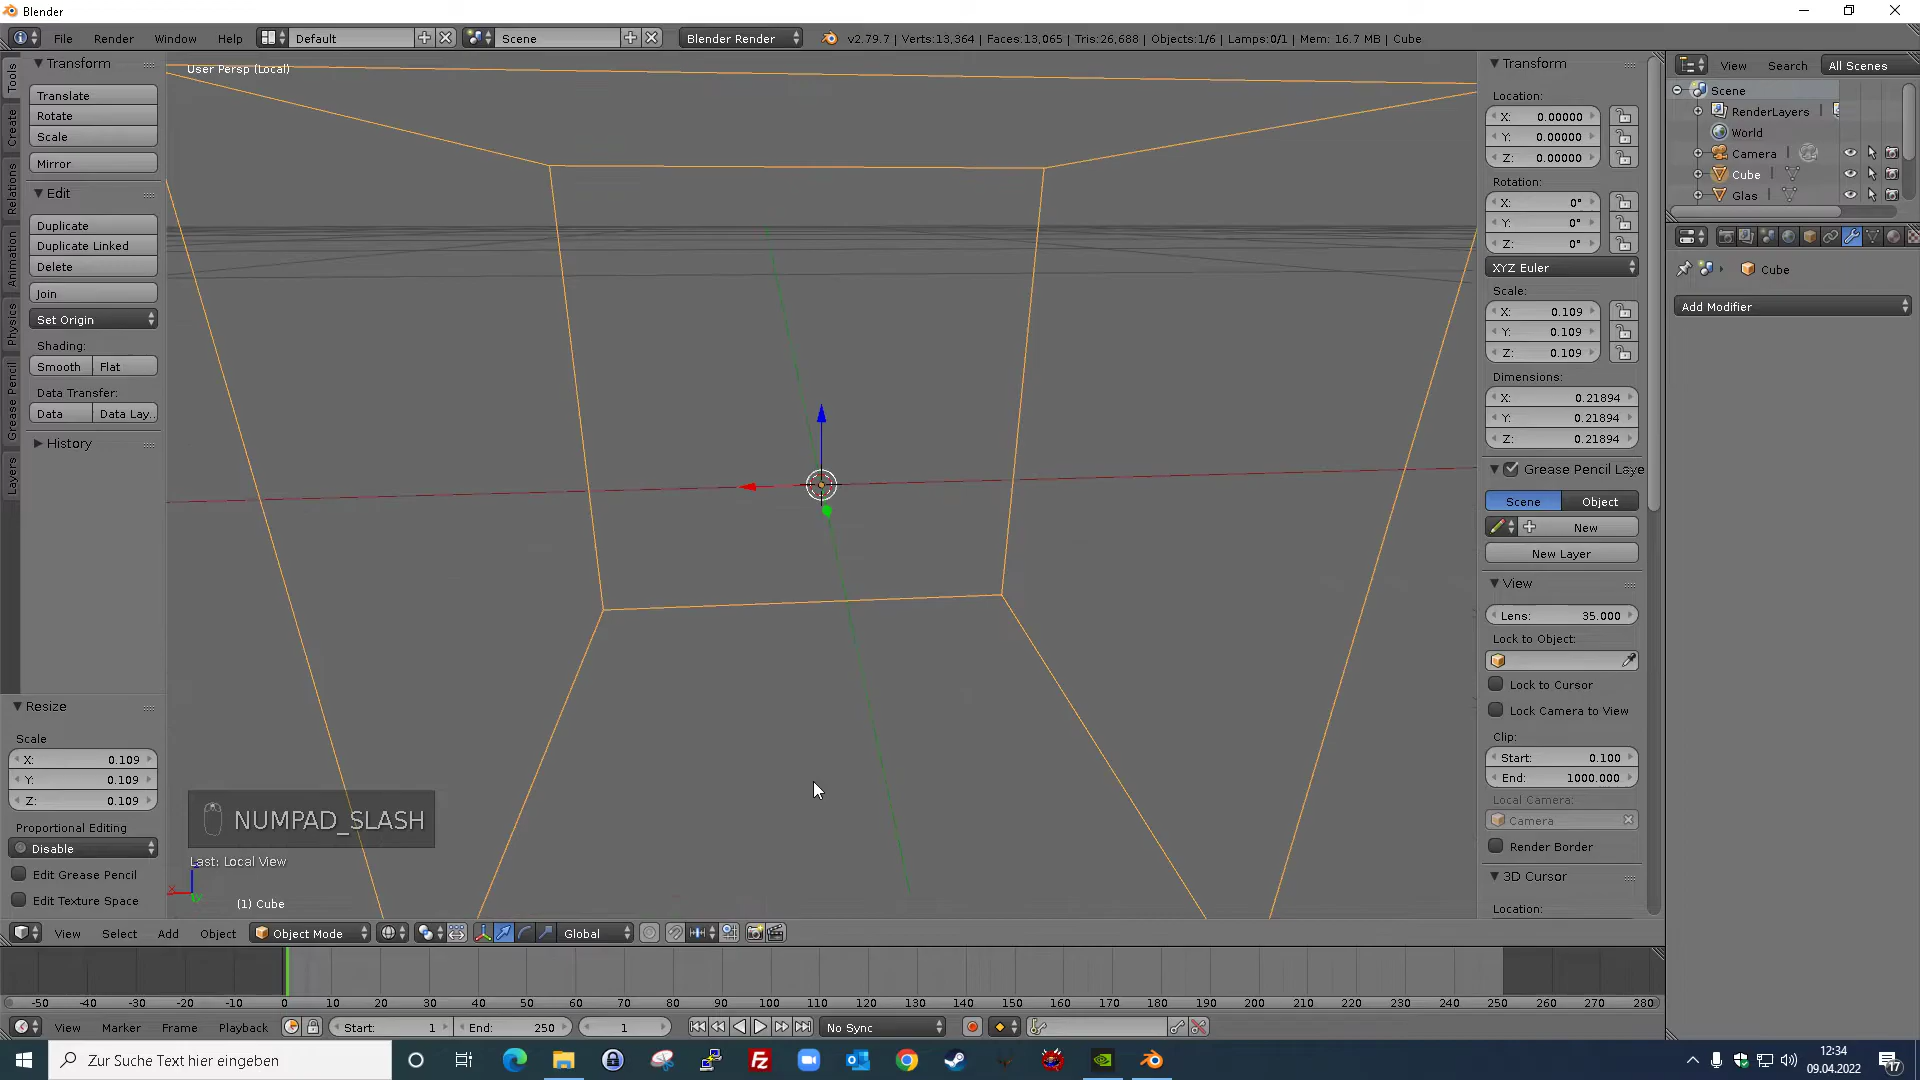 Blender
File Render Window Help Default Scene Blender Render v2.79.7 | Verts:13,364 | Faces:13,065 | Tris:26,688 | Objects:1/6 | Lamps:0/1 | Mem: 16.7 MB | Cube
Tools
Create
Relations
Animation
Physics
Grease Pencil
Layers
Transform
Translate
Rotate
Scale
Mirror
Edit
Duplicate
Duplicate Linked
Delete
Join
Set Origin
Shading:
Smooth Flat
Data Transfer:
Data Data Lay..
History
Resize
Scale
X: 0.109
Y: 0.109
Z: 0.109
Proportional Editing
Disable
Edit Grease Pencil
Edit Texture Space
User Persp (Local)
NUMPAD_SLASH
Last: Local View
(1) Cube
Transform
Location:
X: 0.00000
Y: 0.00000
Z: 0.00000
Rotation:
X: 0°
Y: 0°
Z: 0°
XYZ Euler
Scale:
X: 0.109
Y: 0.109
Z: 0.109
Dimensions:
X: 0.21894
Y: 0.21894
Z: 0.21894
Grease Pencil Laye
Scene Object
New
New Layer
View
Lens: 35.000
Lock to Object:
Lock to Cursor
Lock Camera to View
Clip:
Start: 0.100
End: 1000.000
Local Camera:
Camera
Render Border
3D Cursor
Location:
View Search All Scenes
Scene
RenderLayers
World
Camera
Cube
Glas
Cube
Add Modifier
View Select Add Object Object Mode Global
-50 -40 -30 -20 -10 0 10 20 30 40 50 60 70 80 90 100 110 120 130 140 150 160 170 180 190 200 210 220 230 240 250 260 270 280
View Marker Frame Playback Start: 1 End: 250 1 No Sync
Zur Suche Text hier eingeben
12:34
09.04.2022
17